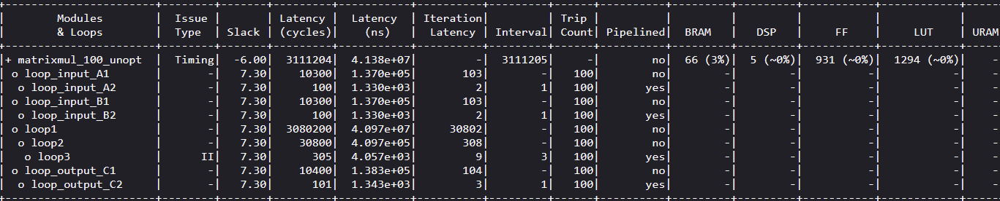 +-----------------------+--------+-------+---------+-----------+-----------+---------+-------+----------+---------+---------+-----------+------------+-----
|        Modules        |  Issue |       | Latency |  Latency  | Iteration |         |  Trip |          |         |         |           |            |
|        & Loops        |  Type  | Slack | (cycles)|    (ns)   |  Latency  | Interval| Count | Pipelined|   BRAM  |   DSP   |     FF    |     LUT    | URAM
+-----------------------+--------+-------+---------+-----------+-----------+---------+-------+----------+---------+---------+-----------+------------+-----
|+ matrixmul_100_unopt  |  Timing|  -6.00|  3111204|  4.138e+07|          -|  3111205|      -|        no|  66 (3%)|  5 (~0%)|  931 (~0%)|  1294 (~0%)|    -
| o loop_input_A1       |       -|   7.30|    10300|  1.370e+05|        103|        -|    100|        no|        -|        -|          -|           -|    -
|  o loop_input_A2      |       -|   7.30|      100|  1.330e+03|          2|        1|    100|       yes|        -|        -|          -|           -|    -
| o loop_input_B1       |       -|   7.30|    10300|  1.370e+05|        103|        -|    100|        no|        -|        -|          -|           -|    -
|  o loop_input_B2      |       -|   7.30|      100|  1.330e+03|          2|        1|    100|       yes|        -|        -|          -|           -|    -
| o loop1               |       -|   7.30|  3080200|  4.097e+07|      30802|        -|    100|        no|        -|        -|          -|           -|    -
|  o loop2              |       -|   7.30|    30800|  4.097e+05|        308|        -|    100|        no|        -|        -|          -|           -|    -
|   o loop3             |      II|   7.30|      305|  4.057e+03|          9|        3|    100|       yes|        -|        -|          -|           -|    -
| o loop_output_C1      |       -|   7.30|    10400|  1.383e+05|        104|        -|    100|        no|        -|        -|          -|           -|    -
|  o loop_output_C2     |       -|   7.30|      101|  1.343e+03|          3|        1|    100|       yes|        -|        -|          -|           -|    -
+-----------------------+--------+-------+---------+-----------+-----------+---------+-------+----------+---------+---------+-----------+------------+-----